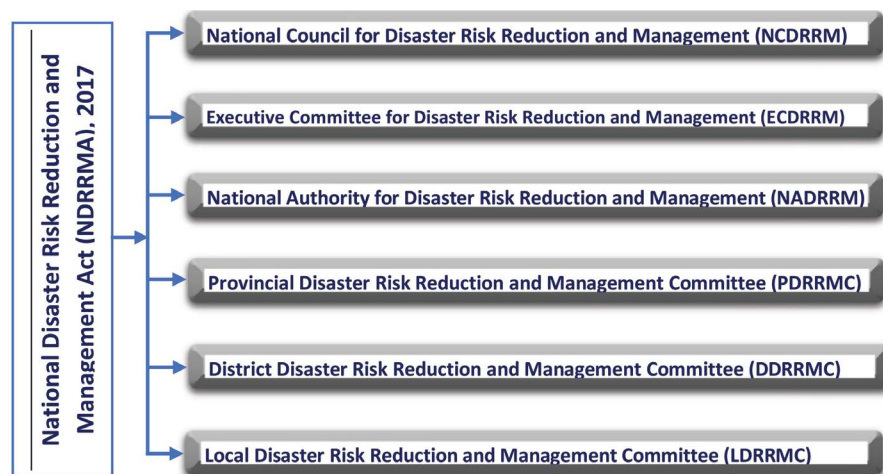 National Disaster Risk Reduction and
Management Act (NDRRMA), 2017
National Council for Disaster Risk Reduction and Management (NCDRRM)
Executive Committee for Disaster Risk Reduction and Management (ECDRRM)
National Authority for Disaster Risk Reduction and Management (NADRRM)
Provincial Disaster Risk Reduction and Management Committee (PDRRMC)
District Disaster Risk Reduction and Management Committee (DDRRMC)
Local Disaster Risk Reduction and Management Committee (LDRRMC)